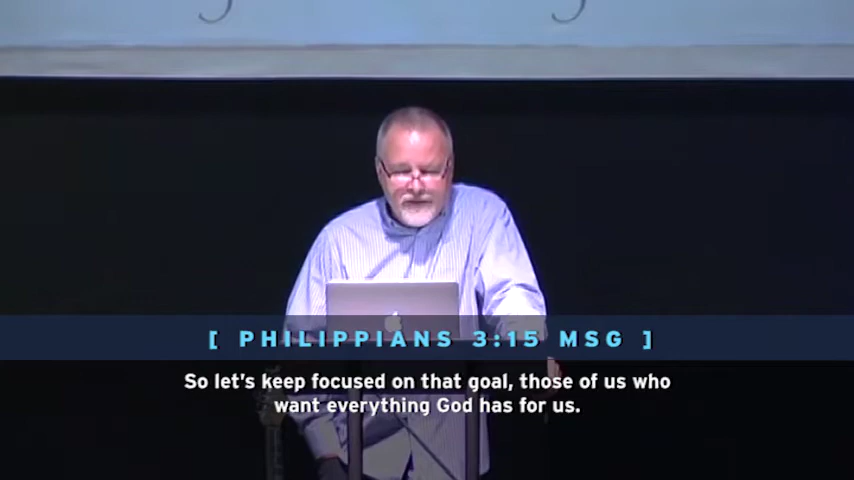 [ PHILIPPIANS 3:15 MSG ]
So let's keep focused on that goal, those of us who
want everything God has for us.